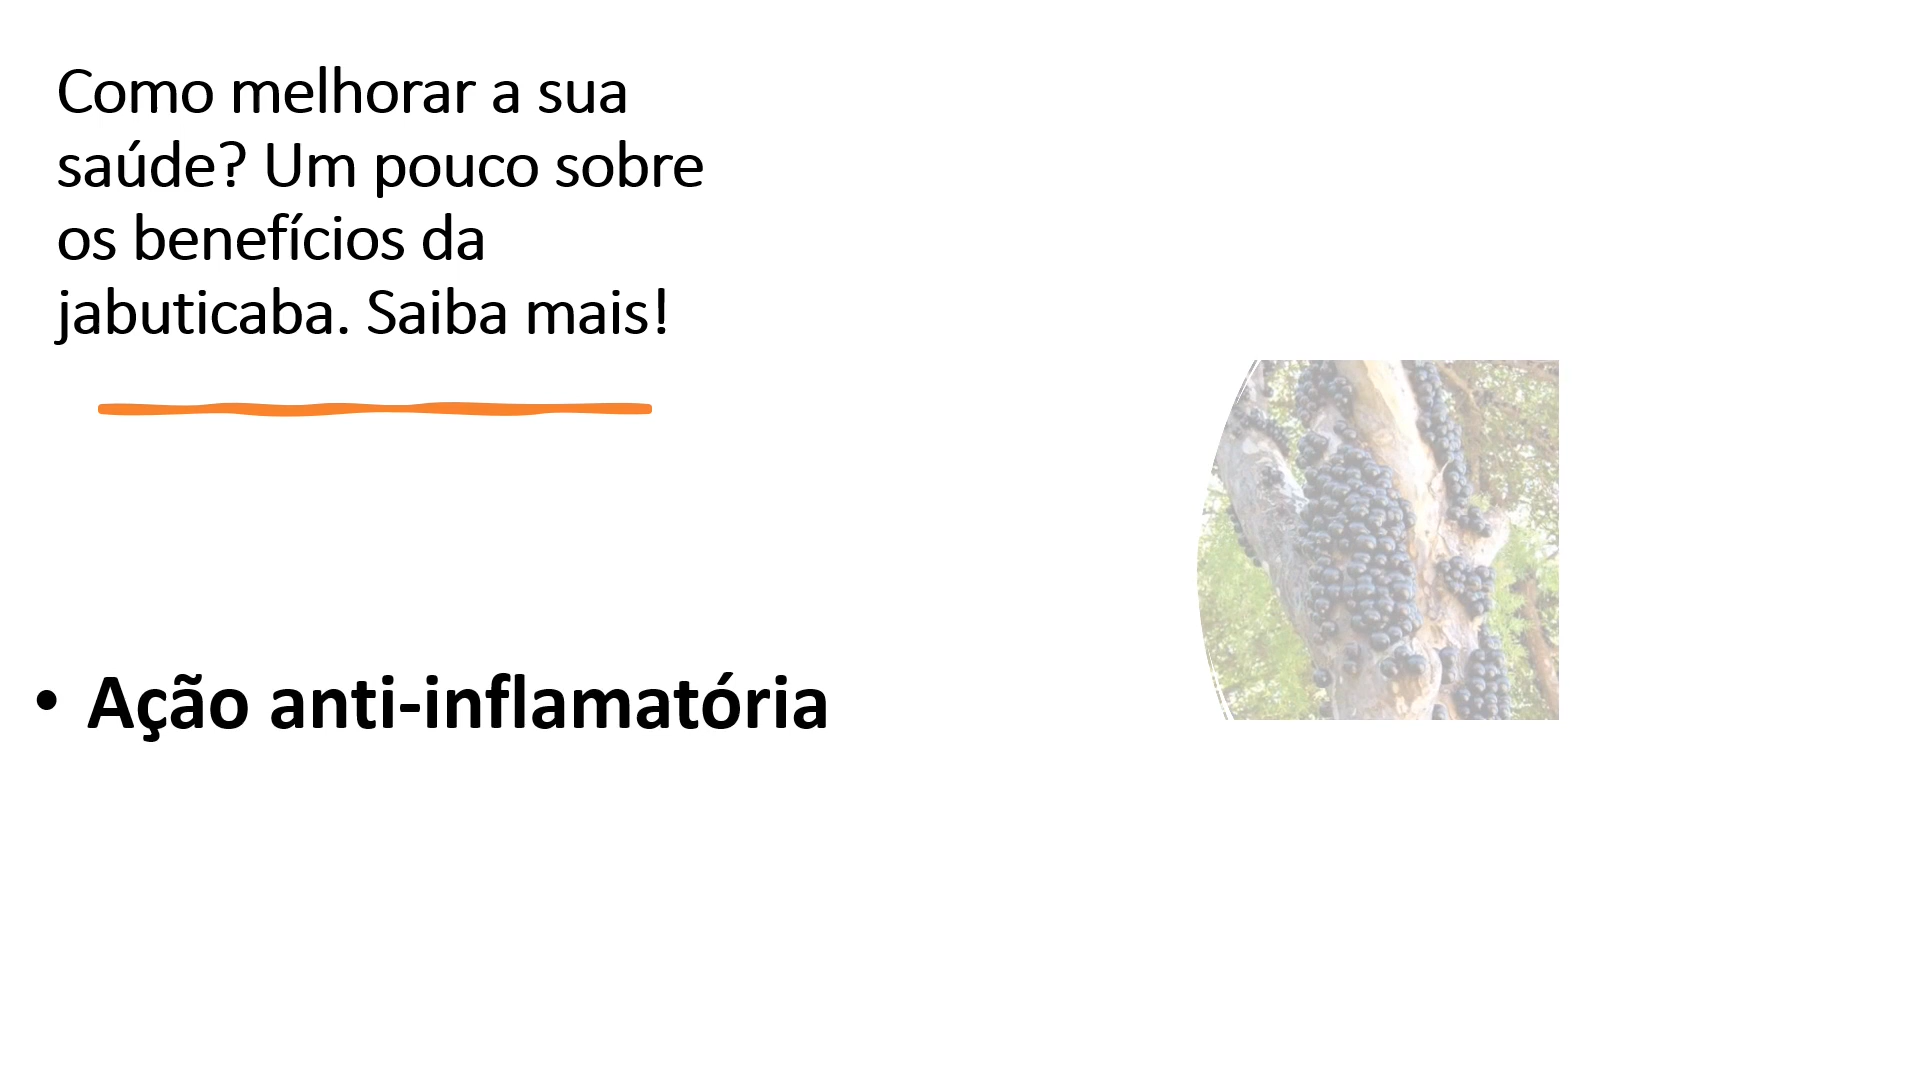 Como melhorar a sua
saúde? Um pouco sobre
os benefícios da
jabuticaba. Saiba mais!
• Ação anti-inflamatória